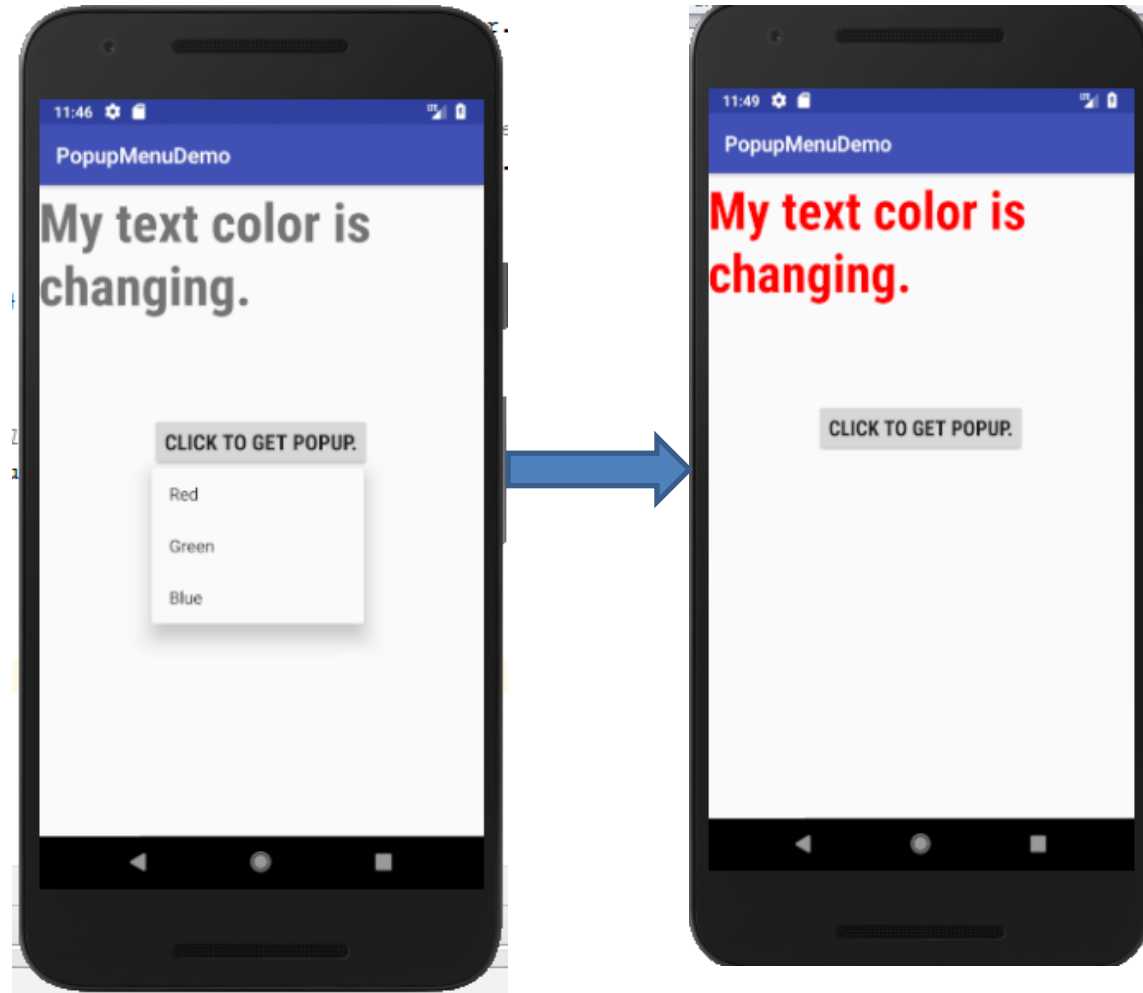 11:46
PopupMenuDemo
My text color is
changing.
CLICK TO GET POPUP.
Red
Green
Blue
11:49
PopupMenuDemo
My text color is
changing.
CLICK TO GET POPUP.